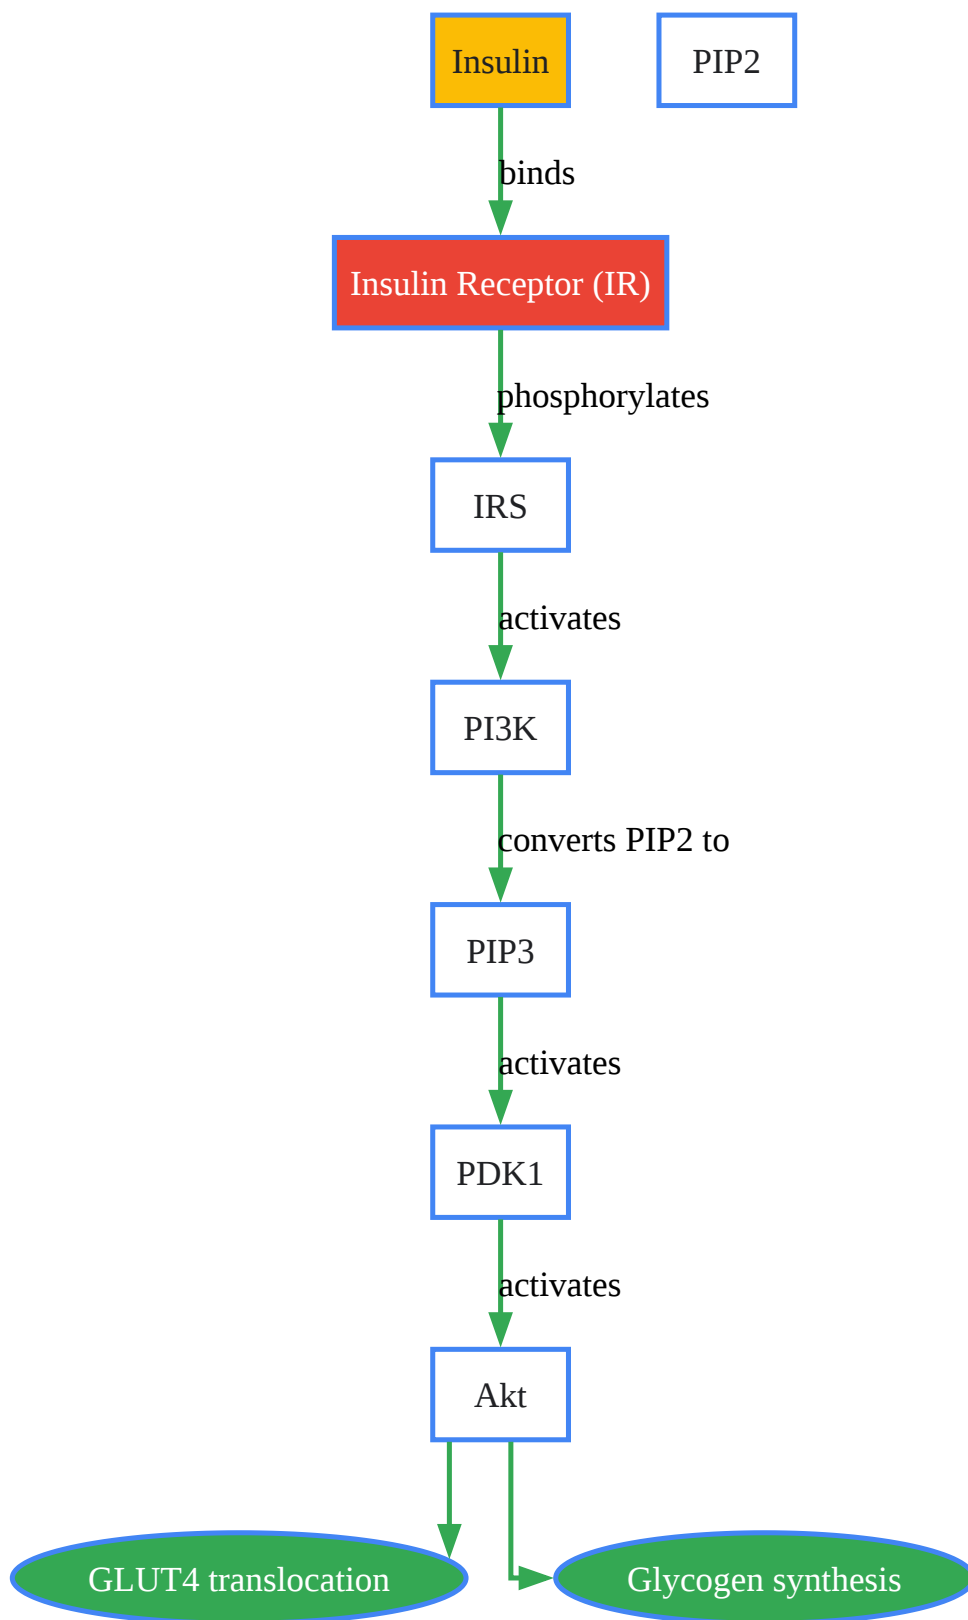 Insulin
PIP2
binds
Insulin Receptor (IR)
phosphorylates
IRS
activates
PI3K
converts PIP2 to
PIP3
activates
PDK1
activates
Akt
GLUT4 translocation
Glycogen synthesis